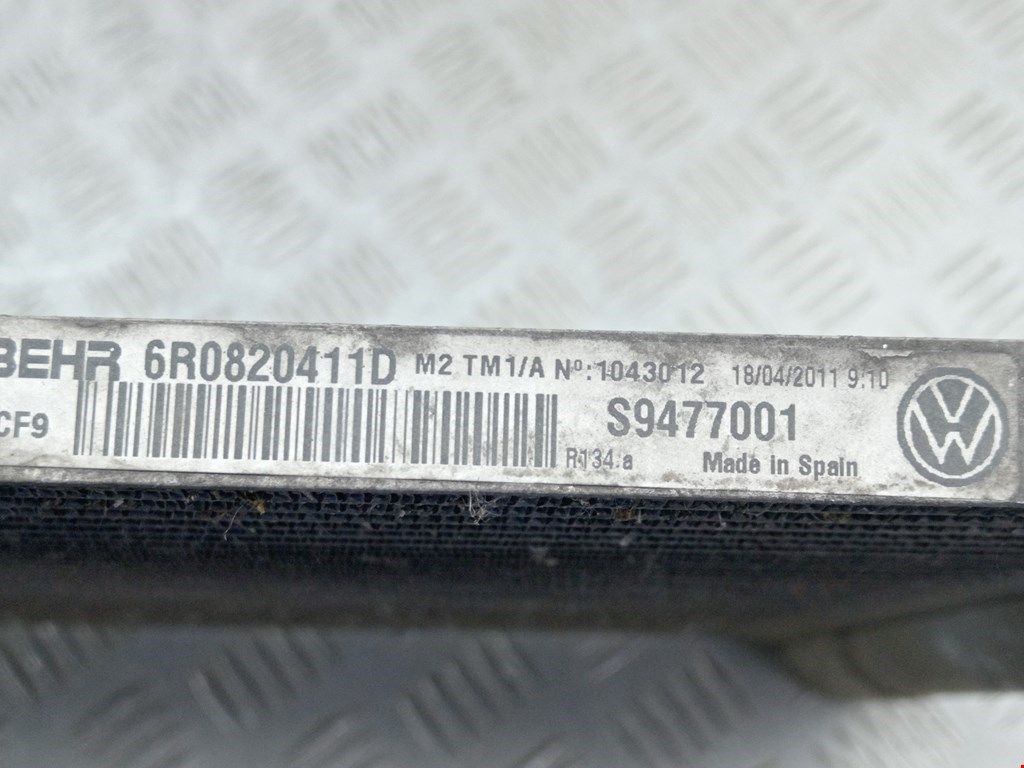 BEHR 6R0820411D M2 TM1/A Nº:1043012 18/04/2011 9:10
CF9 S9477001
R134.a Made in Spain